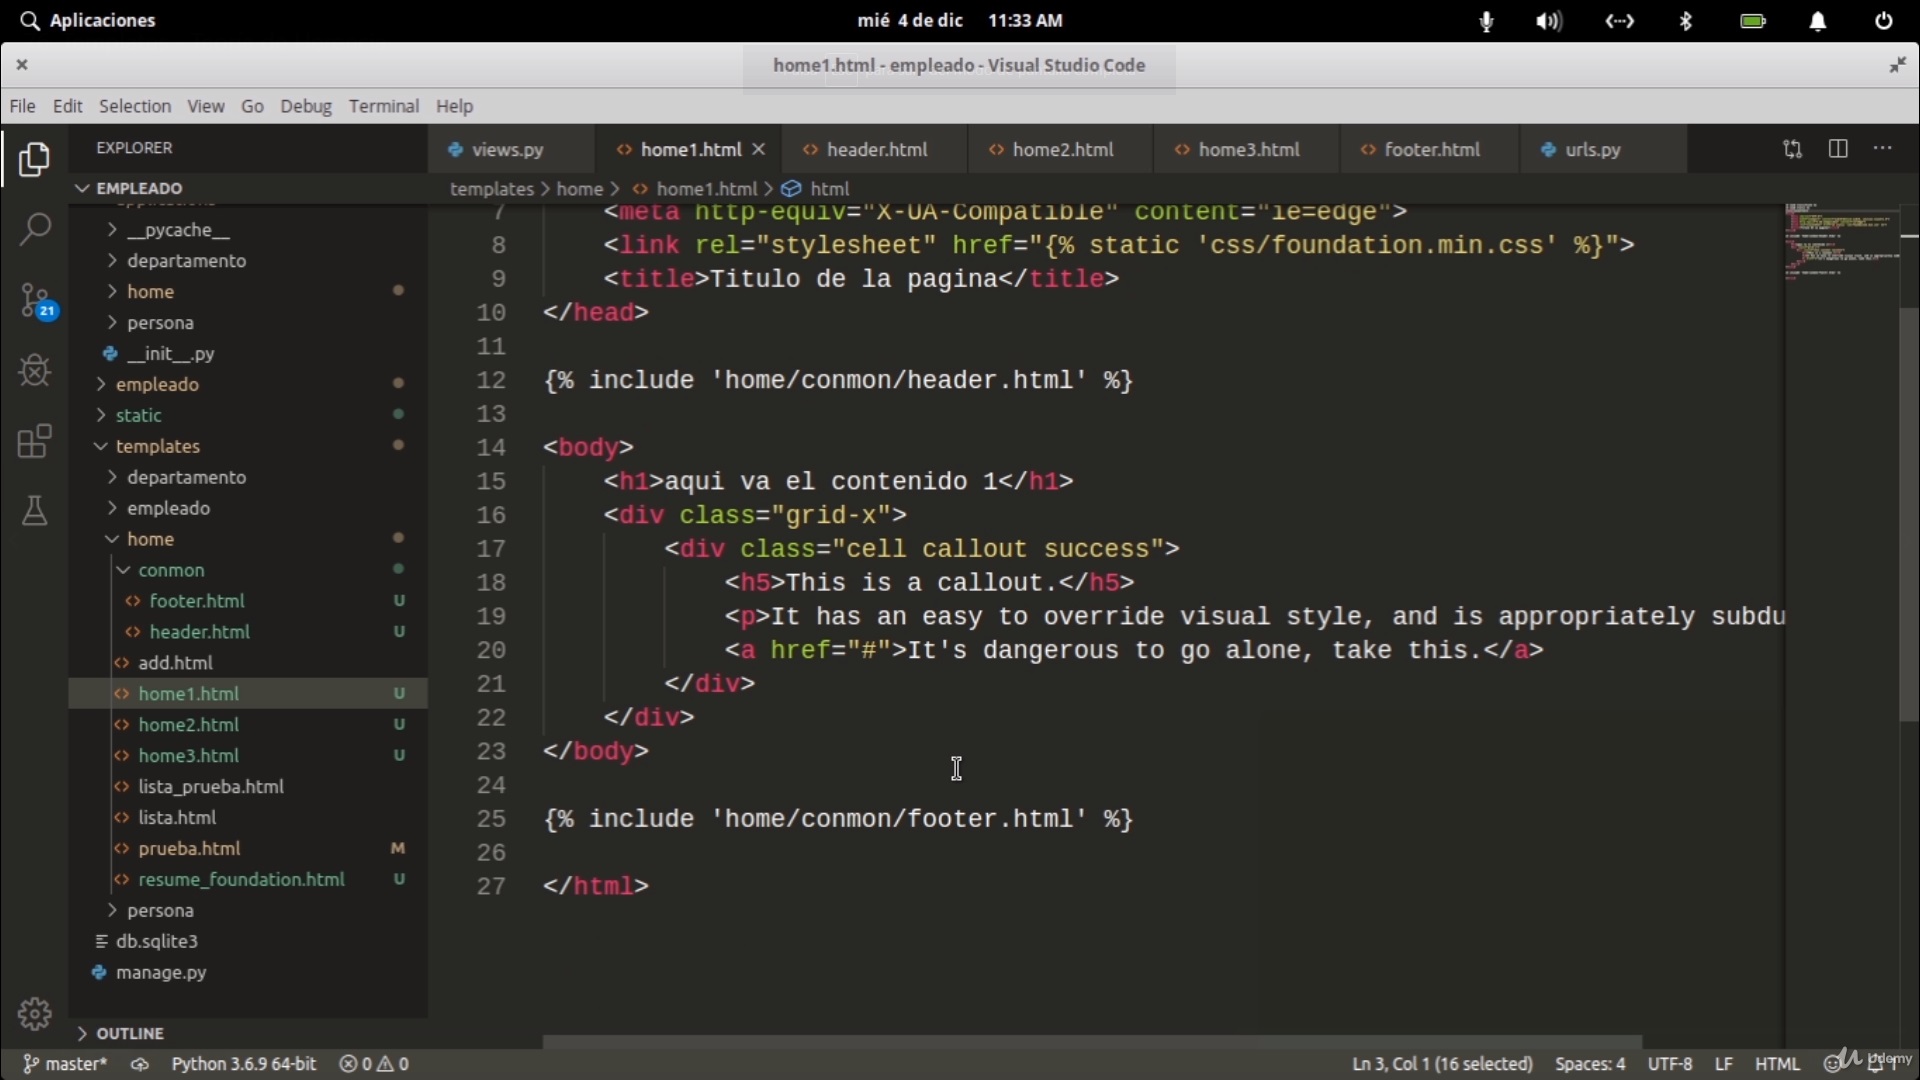 Aplicaciones
mié 4 de dic 11:33 AM
home1.html - empleado - Visual Studio Code
File Edit Selection View Go Debug Terminal Help
EXPLORER
views.py home1.html header.html home2.html home3.html footer.html urls.py
EMPLEADO
templates > home > home1.html > html
__pycache__
departamento
home
persona
__init__.py
empleado
static
templates
departamento
empleado
home
conmon
footer.html U
header.html U
add.html
home1.html U
home2.html U
home3.html U
lista_prueba.html
lista.html
prueba.html M
resume_foundation.html U
persona
db.sqlite3
manage.py
OUTLINE
21
7 <meta http-equiv="X-UA-Compatible" content="ie=edge">
8 <link rel="stylesheet" href="{% static 'css/foundation.min.css' %}">
9 <title>Titulo de la pagina</title>
10 </head>
11
12 {% include 'home/conmon/header.html' %}
13
14 <body>
15 <h1>aqui va el contenido 1</h1>
16 <div class="grid-x">
17 <div class="cell callout success">
18 <h5>This is a callout.</h5>
19 <p>It has an easy to override visual style, and is appropriately subdu
20 <a href="#">It's dangerous to go alone, take this.</a>
21 </div>
22 </div>
23 </body>
24
25 {% include 'home/conmon/footer.html' %}
26
27 </html>
master* Python 3.6.9 64-bit 0 0 Ln 3, Col 1 (16 selected) Spaces: 4 UTF-8 LF HTML Udemy